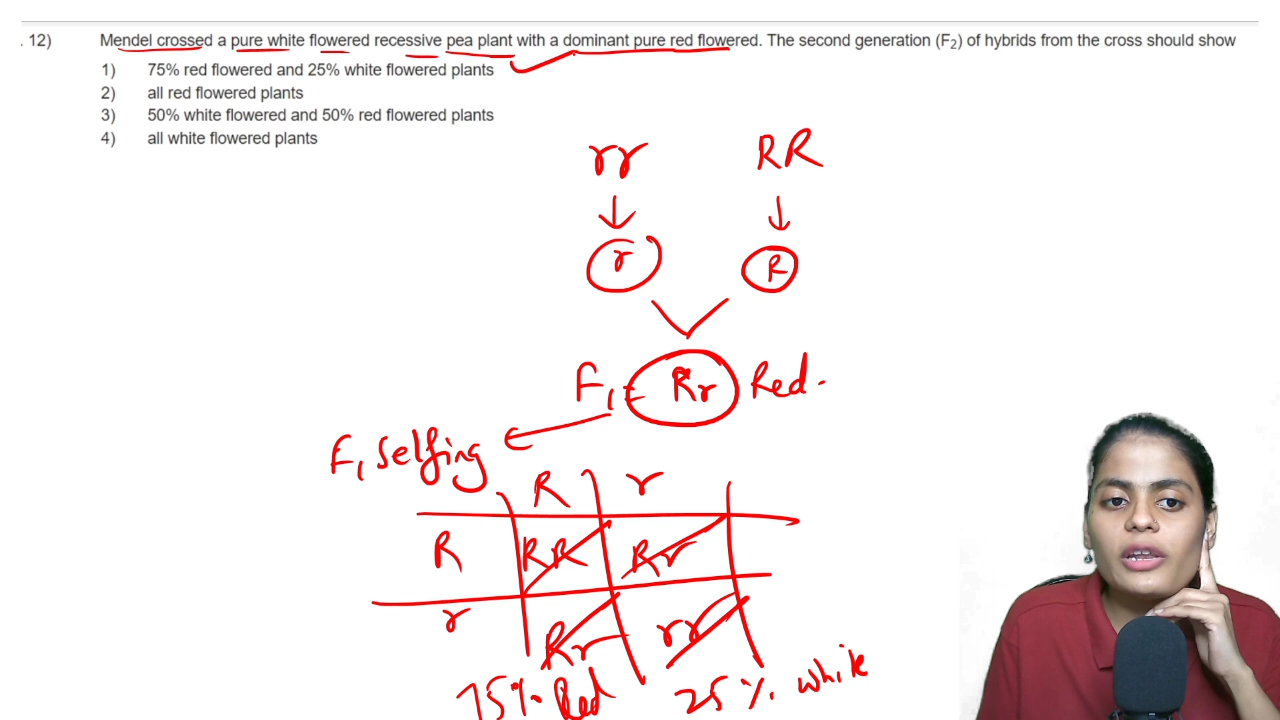 . 12) Mendel crossed a pure white flowered recessive pea plant with a dominant pure red flowered. The second generation (F₂) of hybrids from the cross should show
1) 75% red flowered and 25% white flowered plants
2) all red flowered plants
3) 50% white flowered and 50% red flowered plants
4) all white flowered plants
rr RR
r R
F₁ = Rr Red.
F₁ selfing
R r
R RR Rr
r Rr rr
75% Red 25% white